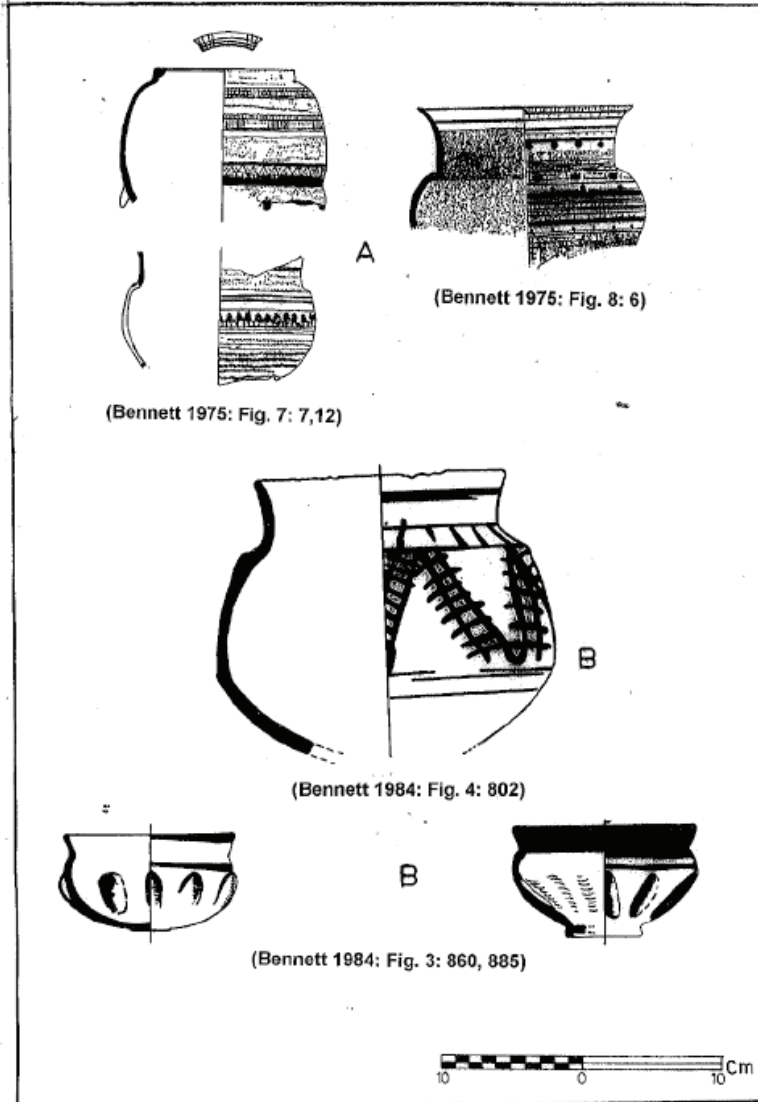 A
(Bennett 1975: Fig. 8: 6)
(Bennett 1975: Fig. 7: 7,12)
B
(Bennett 1984: Fig. 4: 802)
B
(Bennett 1984: Fig. 3: 860, 885)
10 0 10 Cm